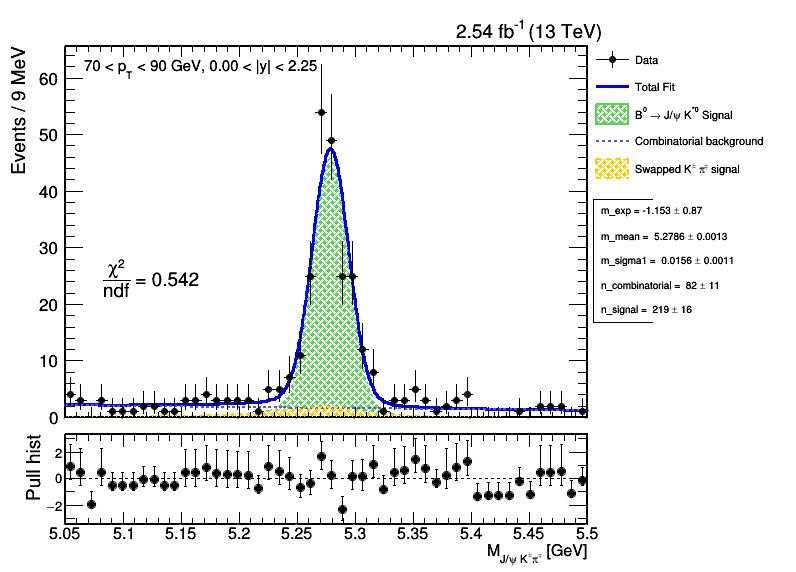 2.54 fb⁻¹ (13 TeV)
70 < p_T < 90 GeV, 0.00 < |y| < 2.25
Events / 9 MeV
60
50
40
30
20
10
0
χ²/ndf = 0.542
Data
Total Fit
B⁰ → J/ψ K*⁰ Signal
Combinatorial background
Swapped K± π∓ signal
m_exp = -1.153 ± 0.87
m_mean = 5.2786 ± 0.0013
m_sigma1 = 0.0156 ± 0.0011
n_combinatorial = 82 ± 11
n_signal = 219 ± 16
Pull hist
2
0
−2
5.05 5.1 5.15 5.2 5.25 5.3 5.35 5.4 5.45 5.5
M_J/ψ K±π∓ [GeV]